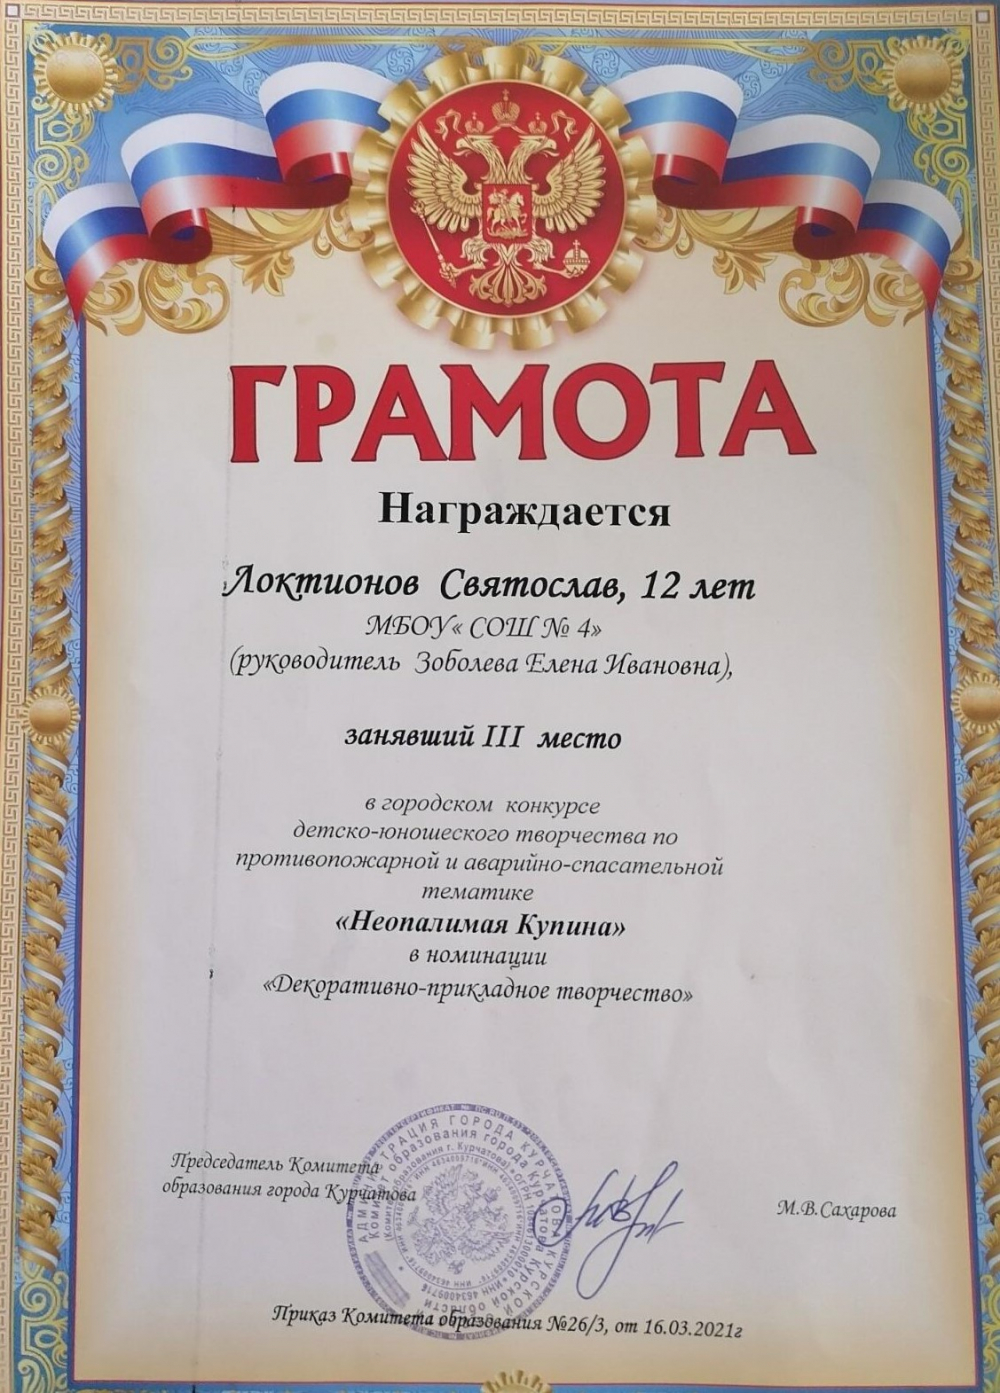 ГРАМОТА
Награждается
Локтионов Святослав, 12 лет
МБОУ« СОШ № 4»
(руководитель Зоболева Елена Ивановна),
занявший III место
в городском конкурсе
детско-юношеского творчества по
противопожарной и аварийно-спасательной
тематике
«Неопалимая Купина»
в номинации
«Декоративно-прикладное творчество»
Председатель Комитета
образования города Курчатова
М.В.Сахарова
Приказ Комитета образования №26/3, от 16.03.2021г